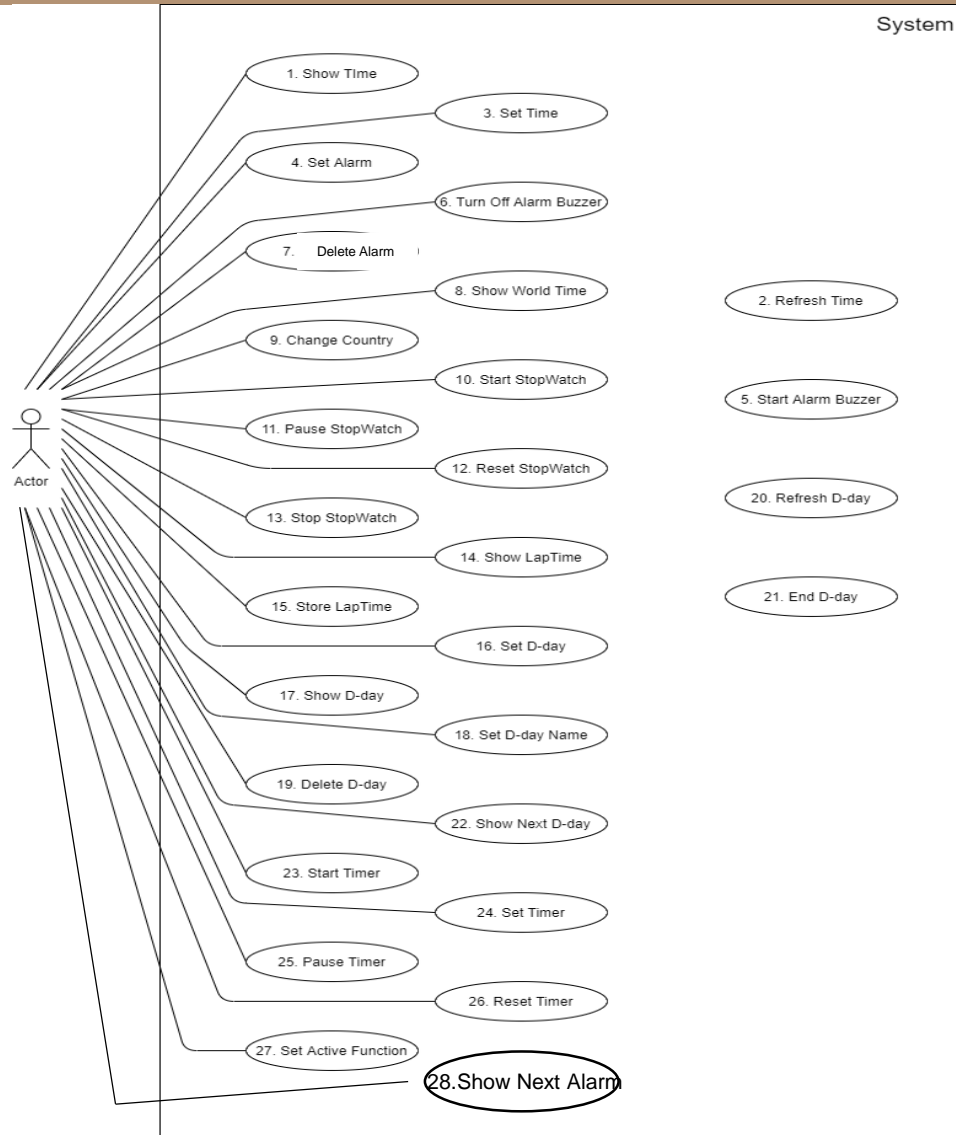 System
1. Show TIme
3. Set Time
4. Set Alarm
6. Turn Off Alarm Buzzer
7. Delete Alarm
8. Show World Time
2. Refresh Time
9. Change Country
10. Start StopWatch
5. Start Alarm Buzzer
11. Pause StopWatch
12. Reset StopWatch
Actor
20. Refresh D-day
13. Stop StopWatch
14. Show LapTime
15. Store LapTime
21. End D-day
16. Set D-day
17. Show D-day
18. Set D-day Name
19. Delete D-day
22. Show Next D-day
23. Start Timer
24. Set Timer
25. Pause Timer
26. Reset Timer
27. Set Active Function
28.Show Next Alarm